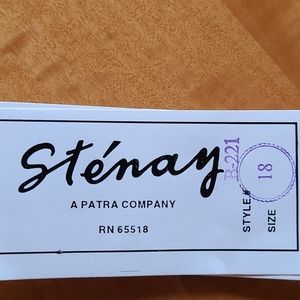 Sténay
A PATRA COMPANY
RN 65518
STYLE # B-221
SIZE 18